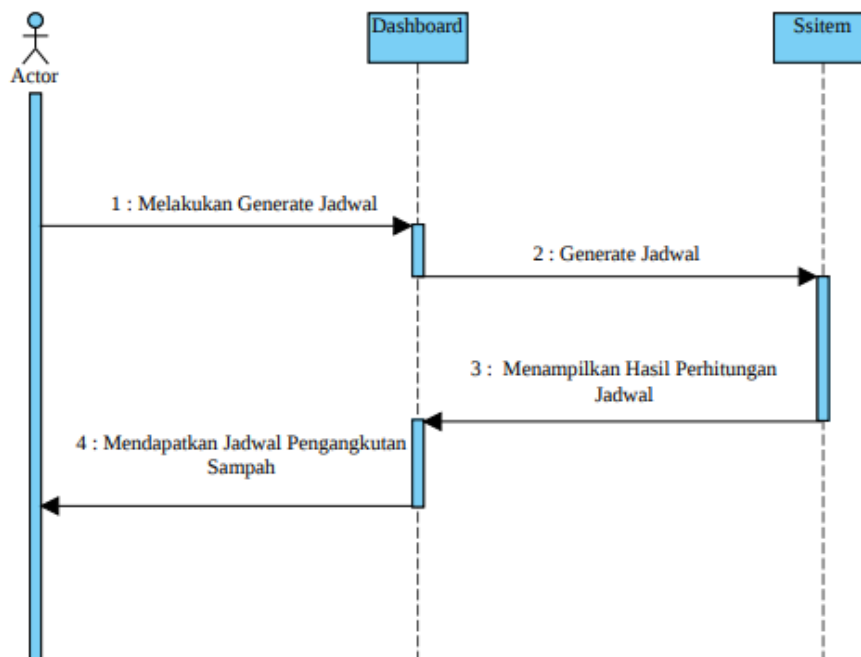 Dashboard
Ssitem
Actor
1 : Melakukan Generate Jadwal
2 : Generate Jadwal
3 : Menampilkan Hasil Perhitungan
Jadwal
4 : Mendapatkan Jadwal Pengangkutan
Sampah